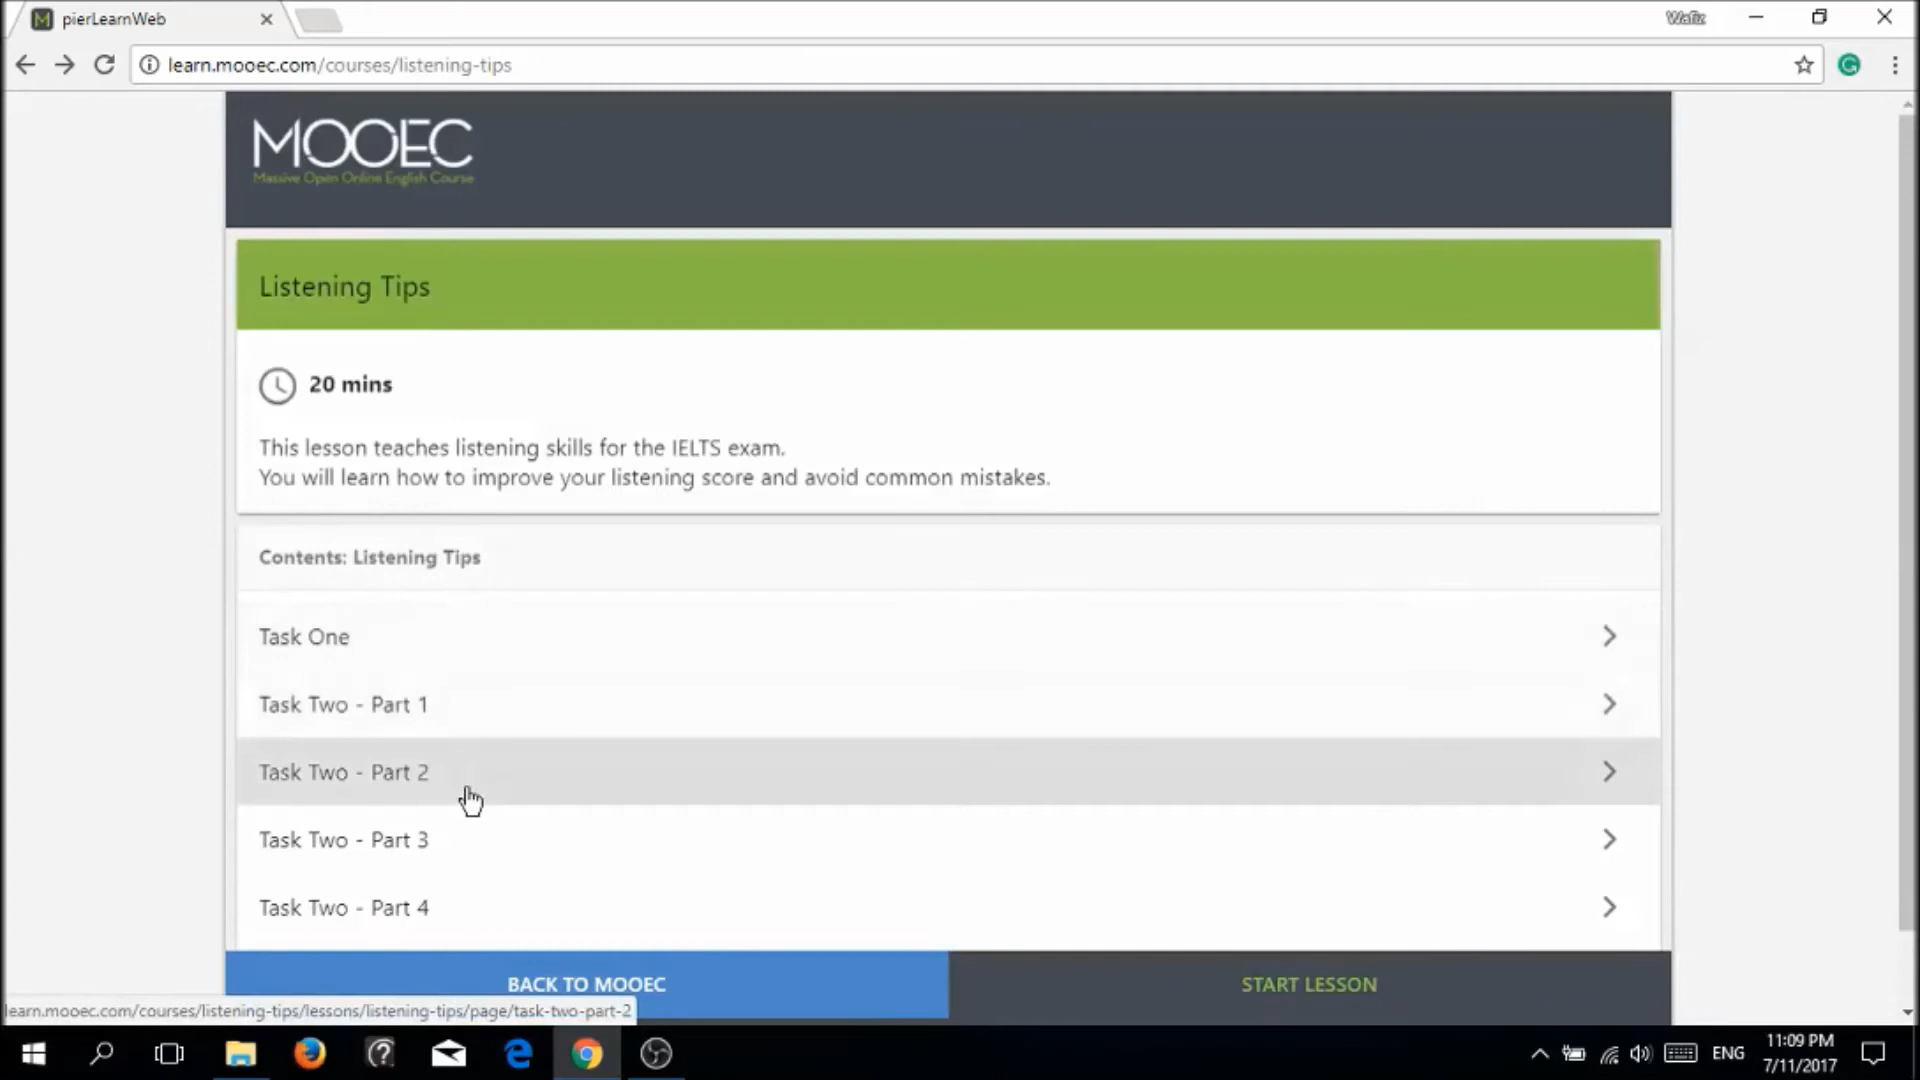 pierLearnWeb
Wafiz
learn.mooec.com/courses/listening-tips
MOOEC
Massive Open Online English Course
Listening Tips
20 mins
This lesson teaches listening skills for the IELTS exam.
You will learn how to improve your listening score and avoid common mistakes.
Contents: Listening Tips
Task One
Task Two - Part 1
Task Two - Part 2
Task Two - Part 3
Task Two - Part 4
BACK TO MOOEC
START LESSON
learn.mooec.com/courses/listening-tips/lessons/listening-tips/page/task-two-part-2
ENG
11:09 PM
7/11/2017